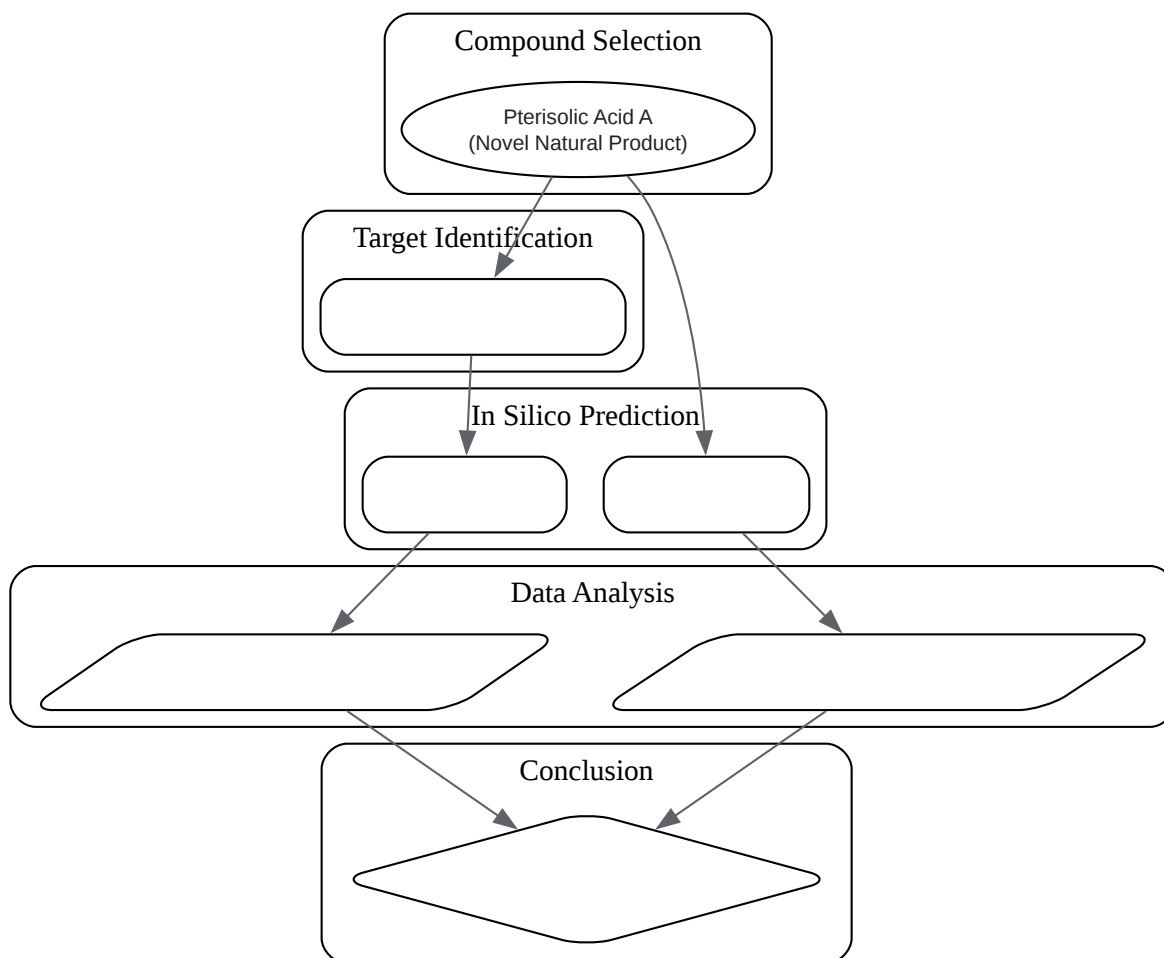 Compound Selection
Pterisolic Acid A
(Novel Natural Product)
Target Identification
In Silico Prediction
Data Analysis
Conclusion